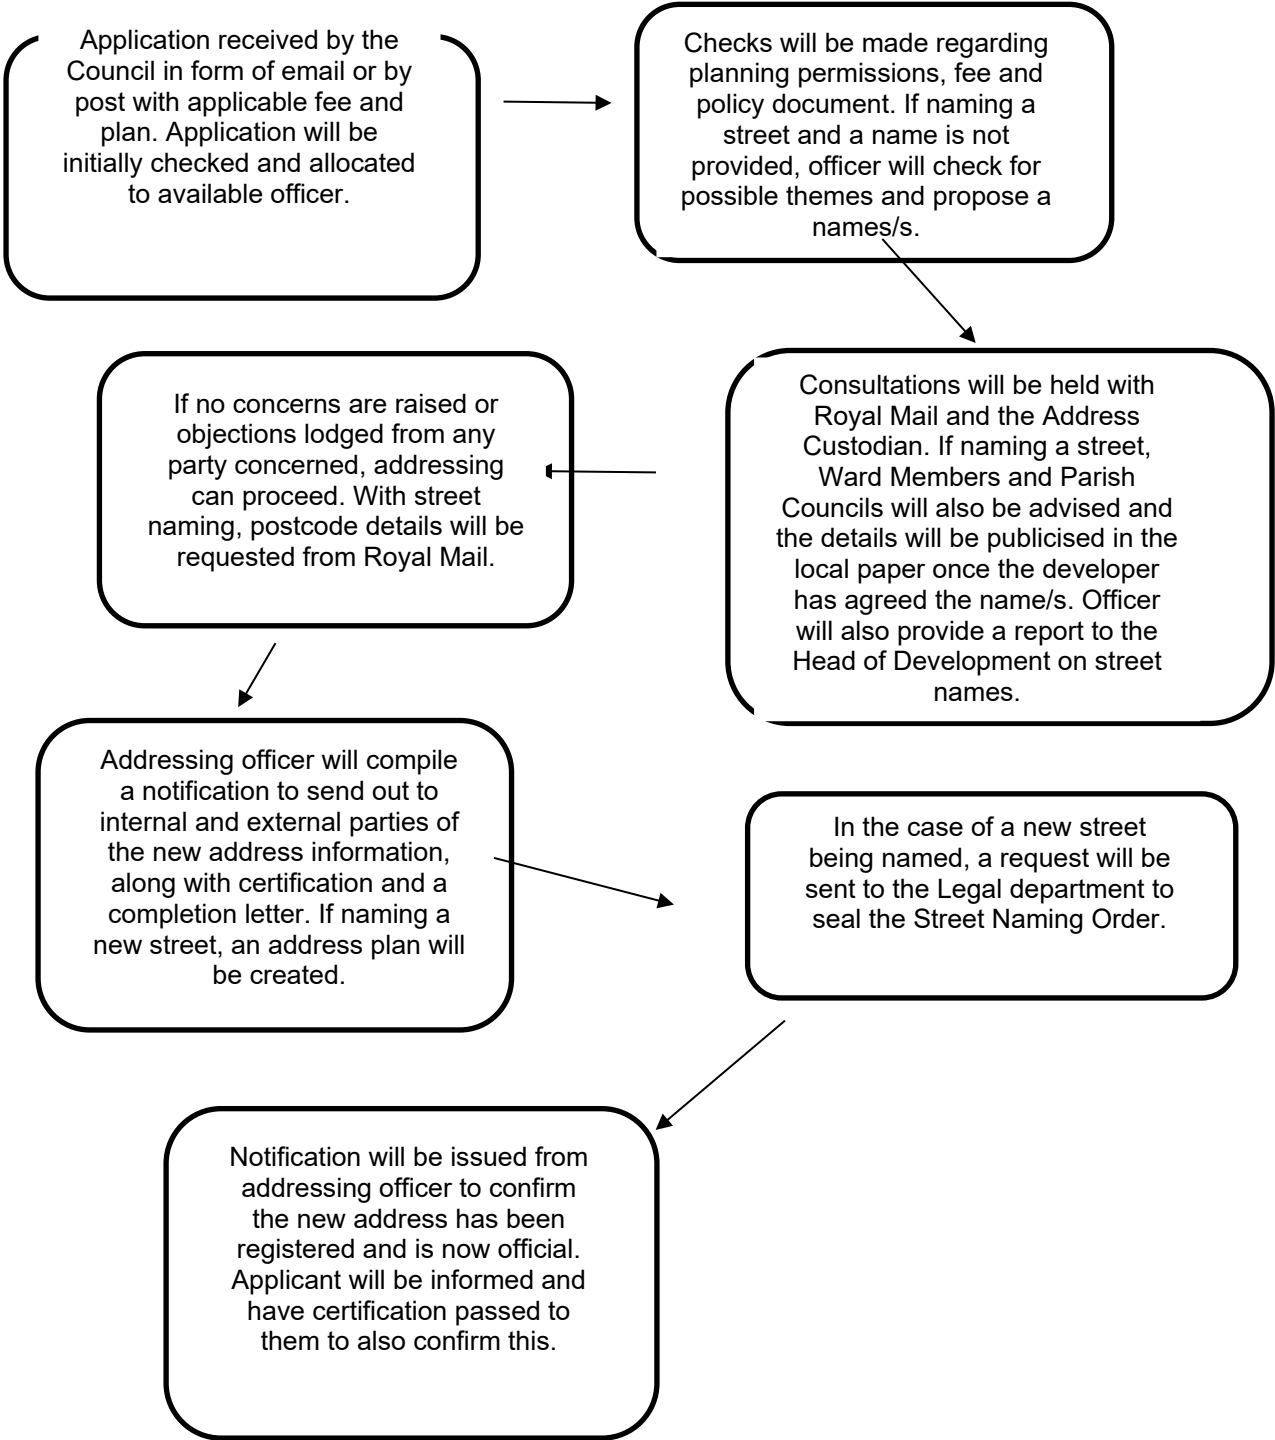 Application received by the
Council in form of email or by
post with applicable fee and
plan. Application will be
initially checked and allocated
to available officer.
Checks will be made regarding
planning permissions, fee and
policy document. If naming a
street and a name is not
provided, officer will check for
possible themes and propose a
names/s.
Consultations will be held with
Royal Mail and the Address
Custodian. If naming a street,
Ward Members and Parish
Councils will also be advised and
the details will be publicised in the
local paper once the developer
has agreed the name/s. Officer
will also provide a report to the
Head of Development on street
names.
If no concerns are raised or
objections lodged from any
party concerned, addressing
can proceed. With street
naming, postcode details will be
requested from Royal Mail.
Addressing officer will compile
a notification to send out to
internal and external parties of
the new address information,
along with certification and a
completion letter. If naming a
new street, an address plan will
be created.
In the case of a new street
being named, a request will be
sent to the Legal department to
seal the Street Naming Order.
Notification will be issued from
addressing officer to confirm
the new address has been
registered and is now official.
Applicant will be informed and
have certification passed to
them to also confirm this.